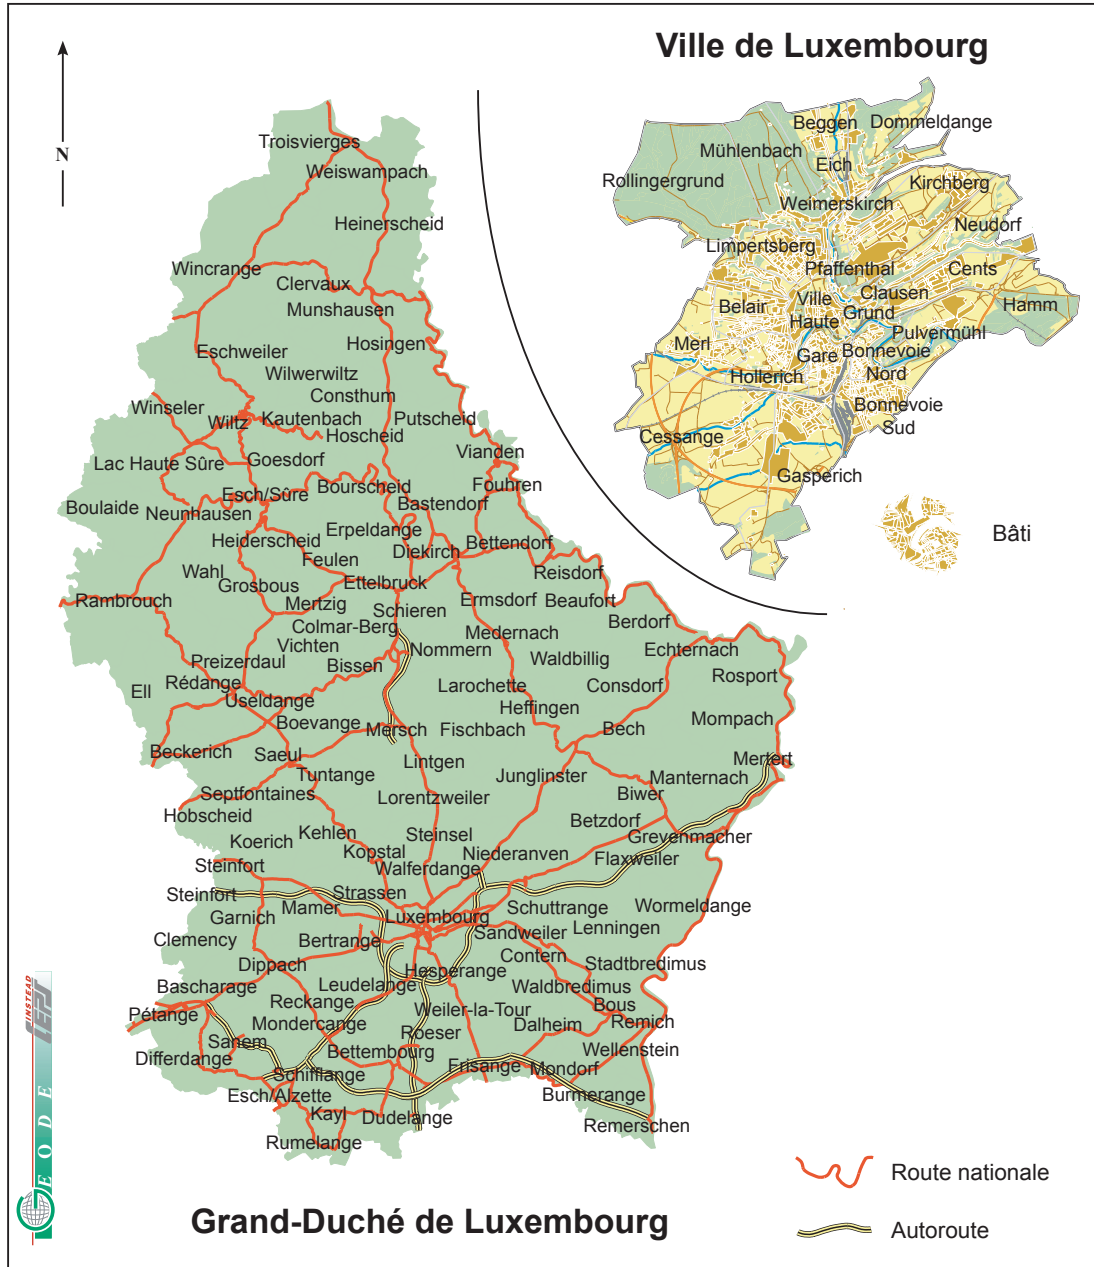 Ville de Luxembourg
N
Beggen
Dommeldange
Mühlenbach
Eich
Rollingergrund
Kirchberg
Weimerskirch
Neudorf
Limpertsberg
Pfaffenthal
Cents
Belair
Ville
Haute
Clausen
Hamm
Grund
Pulvermühl
Merl
Gare
Bonnevoie
Nord
Hollerich
Bonnevoie
Sud
Cessange
Gasperich
Bâti
Troisvierges
Weiswampach
Heinerscheid
Wincrange
Clervaux
Munshausen
Hosingen
Eschweiler
Wilwerwiltz
Consthum
Winseler
Wiltz
Kautenbach
Putscheid
Hoscheid
Vianden
Lac Haute Sûre
Goesdorf
Fouhren
Bourscheid
Esch/Sûre
Bastendorf
Boulaide
Neunhausen
Erpeldange
Heiderscheid
Diekirch
Bettendorf
Feulen
Reisdorf
Wahl
Grosbous
Ettelbruck
Rambrouch
Mertzig
Schieren
Ermsdorf
Beaufort
Colmar-Berg
Berdorf
Medernach
Vichten
Nommern
Echternach
Preizerdaul
Bissen
Waldbillig
Rosport
Ell
Rédange
Larochette
Consdorf
Useldange
Heffingen
Boevange
Mersch
Fischbach
Bech
Mompach
Beckerich
Saeul
Lintgen
Mertert
Tuntange
Junglinster
Manternach
Septfontaines
Lorentzweiler
Biwer
Hobscheid
Betzdorf
Koerich
Kehlen
Steinsel
Grevenmacher
Kopstal
Niederanven
Flaxweiler
Steinfort
Walferdange
Steinfort
Strassen
Mamer
Schuttrange
Wormeldange
Garnich
Luxembourg
Lenningen
Clemency
Bertrange
Sandweiler
Contern
Dippach
Hesperange
Stadtbredimus
Bascharage
Leudelange
Waldbredimus
Reckange
Weiler-la-Tour
Bous
Pétange
Mondercange
Dalheim
Remich
Sanem
Roeser
Differdange
Bettembourg
Wellenstein
Schifflange
Frisange
Mondorf
Esch/Alzette
Burmerange
Kayl
Dudelange
Remerschen
Rumelange
Route nationale
Autoroute
Grand-Duché de Luxembourg
INSTEAD
CEPS
GEODE